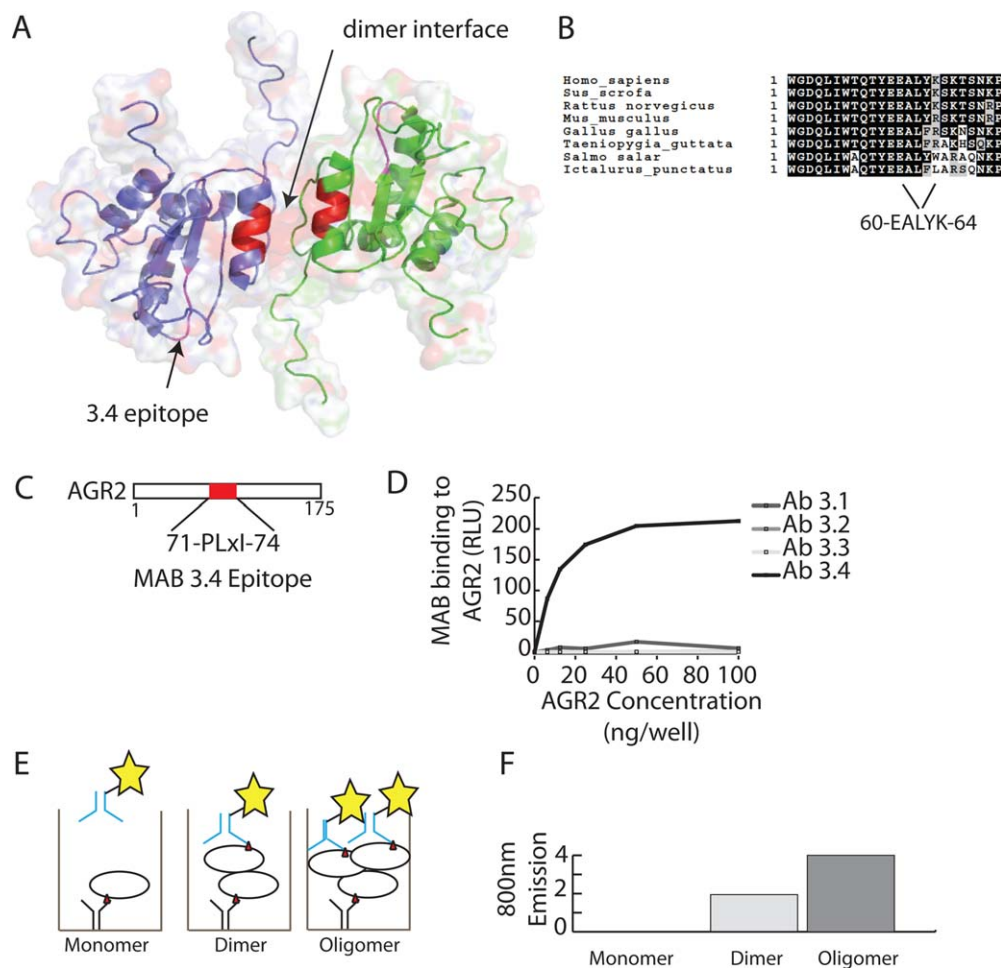 A
dimer interface
3.4 epitope
B
Homo_sapiens 1 WGDQLIWTQTYEEALYKSKTSNKP
Sus_scrofa 1 WGDQLIWTQTYEEALYKSKTSNKP
Rattus norvegicus 1 WGDQLIWTQTYEEALYKSKTSNRP
Mus_musculus 1 WGDQLIWTQTYEEALYRSKTSNRP
Gallus gallus 1 WGDQLIWTQTYEEALFRSKNSNKP
Taeniopygia_guttata 1 WGDQLIWTQTYEEALFRAKHSQKP
Salmo salar 1 WGDQLIWAQTYEEALYWARAQNKP
Ictalurus_punctatus 1 WGDQLIWAQTYEEALFLARSQNKP
60-EALYK-64
C
AGR2
1 175
71-PLxI-74
MAB 3.4 Epitope
D
MAB binding to
AGR2 (RLU)
250
200
150
100
50
0
0 20 40 60 80 100
AGR2 Concentration
(ng/well)
Ab 3.1
Ab 3.2
Ab 3.3
Ab 3.4
E
Monomer
Dimer
Oligomer
F
800nm
Emission
4
2
0
Monomer
Dimer
Oligomer